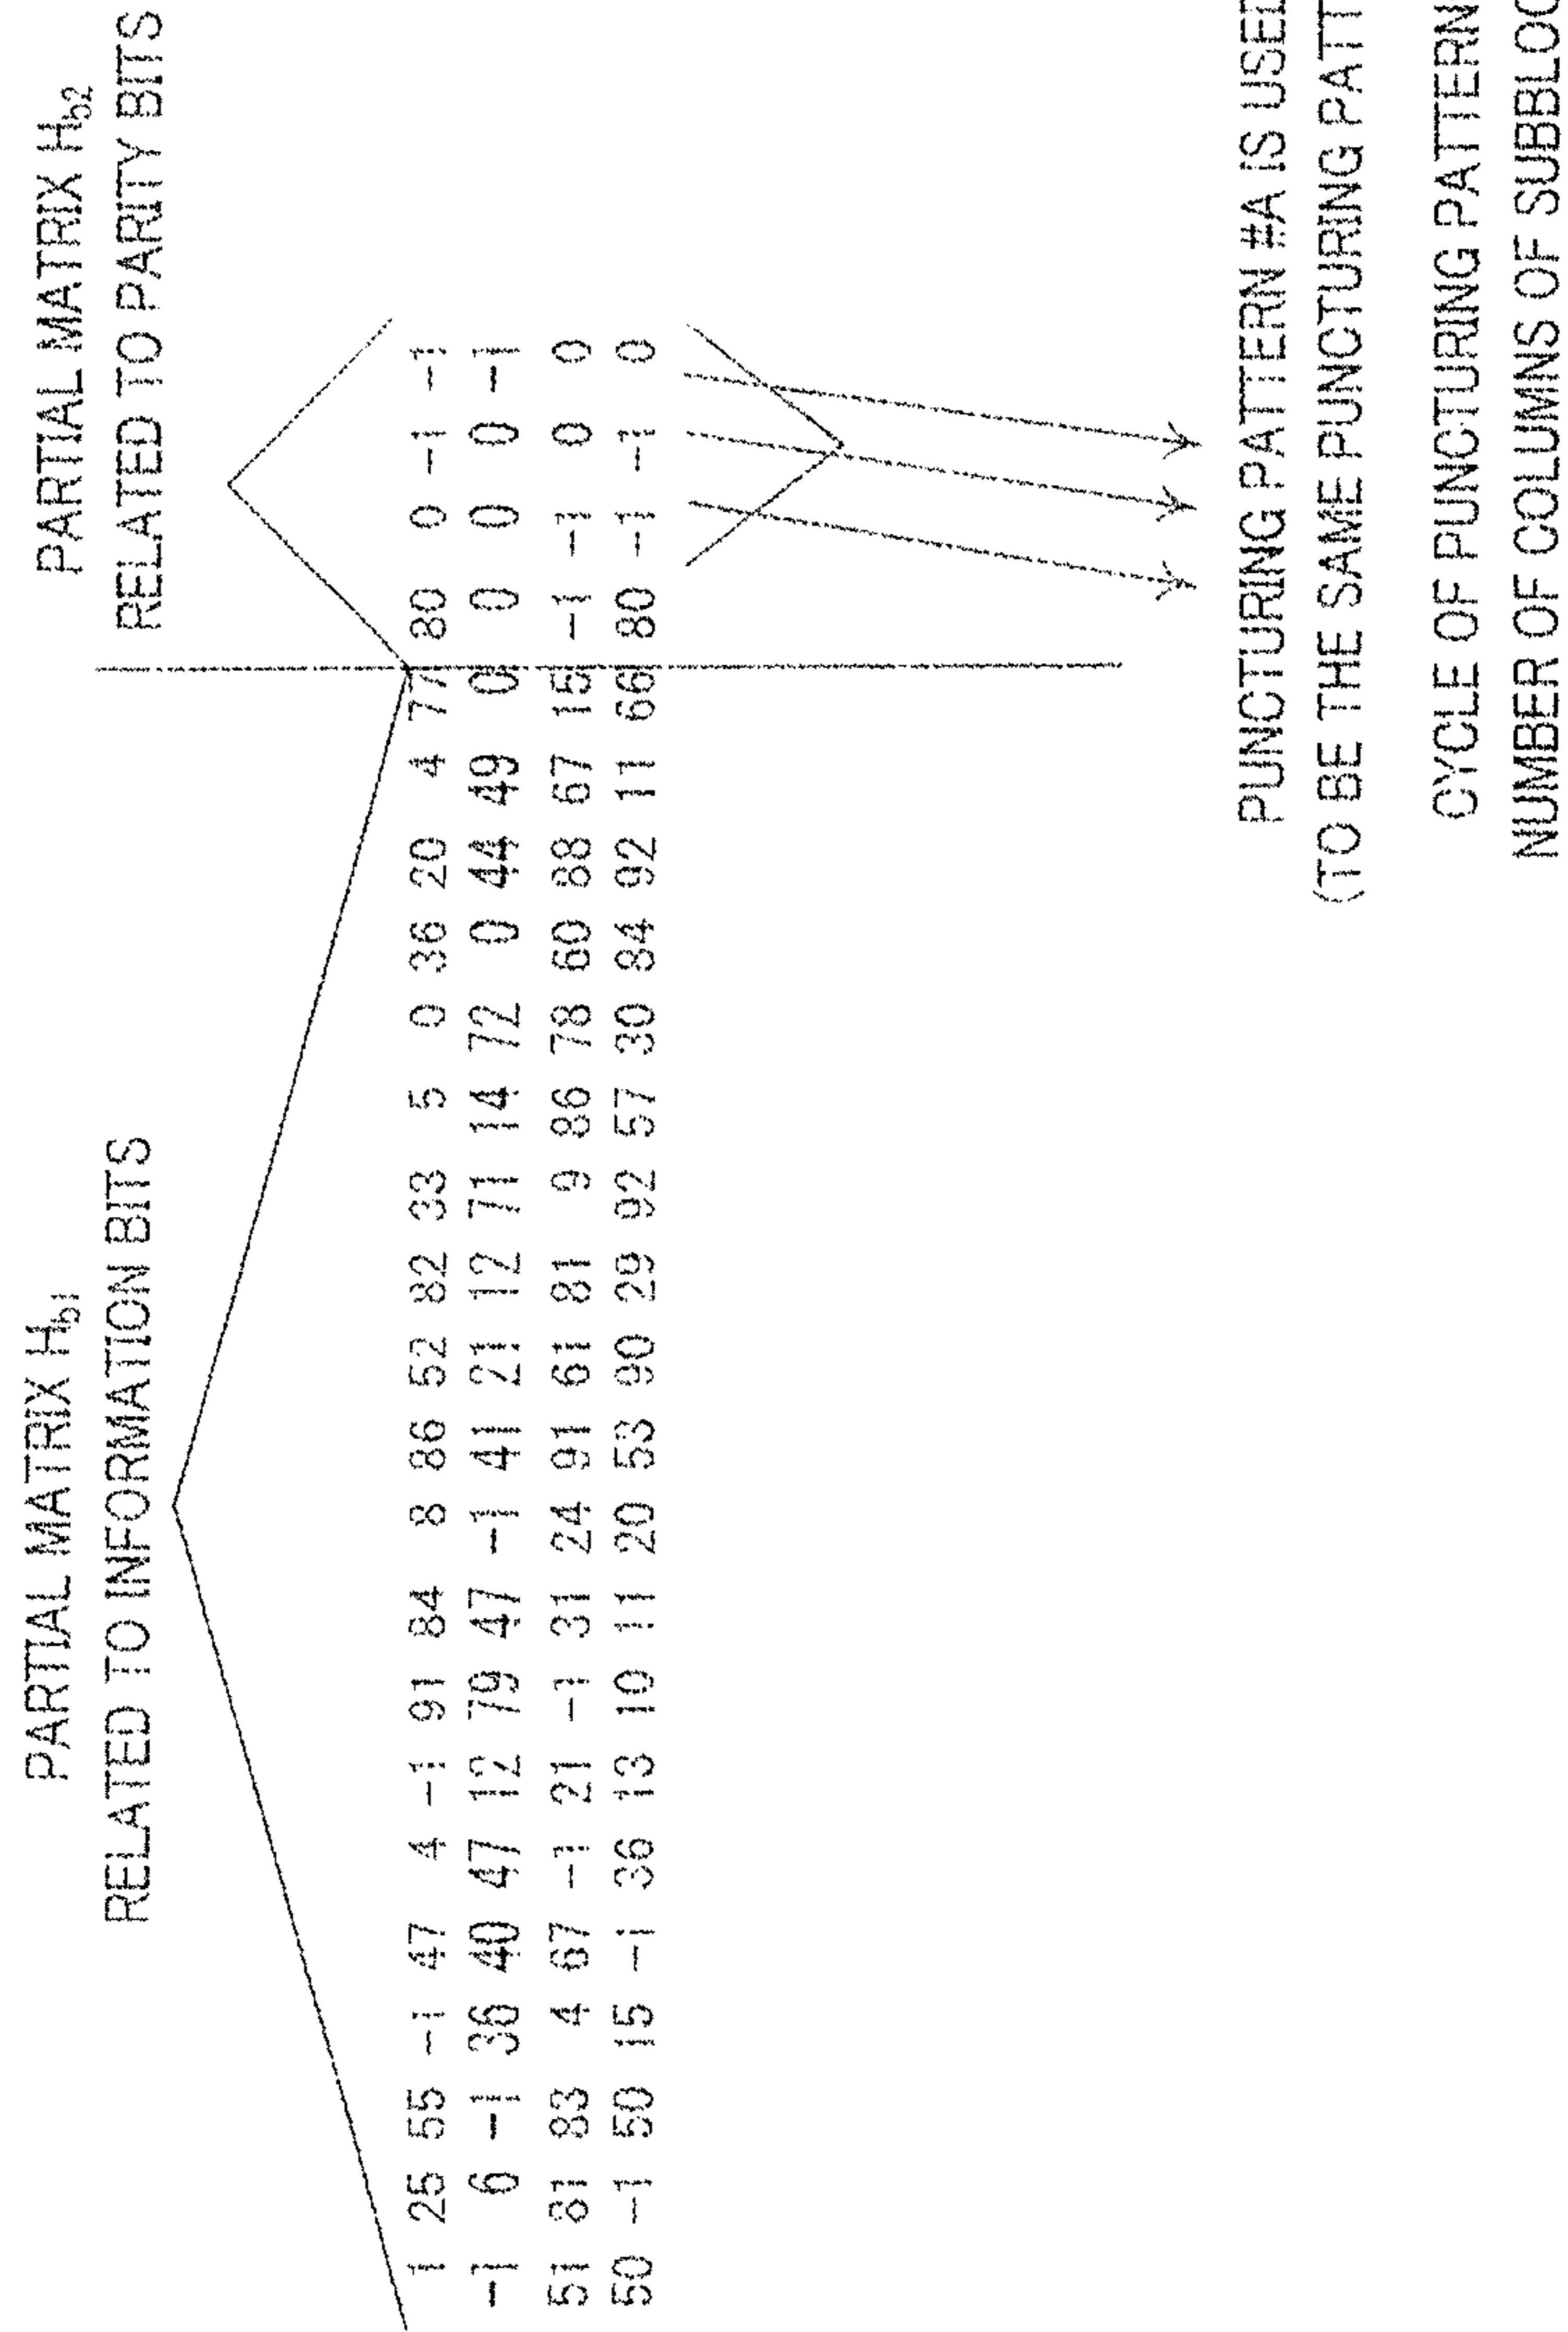 PARTIAL MATRIX Hb1
RELATED TO INFORMATION BITS
PARTIAL MATRIX Hb2
RELATED TO PARITY BITS
1 25 55 -1 47 4 -1 91 84 8 86 52 82 33 5 0 36 20 4 77 80 0 -1 -1
-1 6 -1 36 40 47 12 79 47 -1 41 21 12 71 14 72 0 44 49 0 0 0 0 -1
51 81 83 4 67 -1 21 -1 31 24 91 61 81 9 86 78 60 88 67 15 -1 -1 0 0
50 -1 50 15 -1 36 13 10 11 20 53 90 29 92 57 30 84 92 11 66 80 -1 -1 0
PUNCTURING PATTERN #A IS USED
(TO BE THE SAME PUNCTURING PATT
CYCLE OF PUNCTURING PATTERN
NUMBER OF COLUMNS OF SUBBLOC